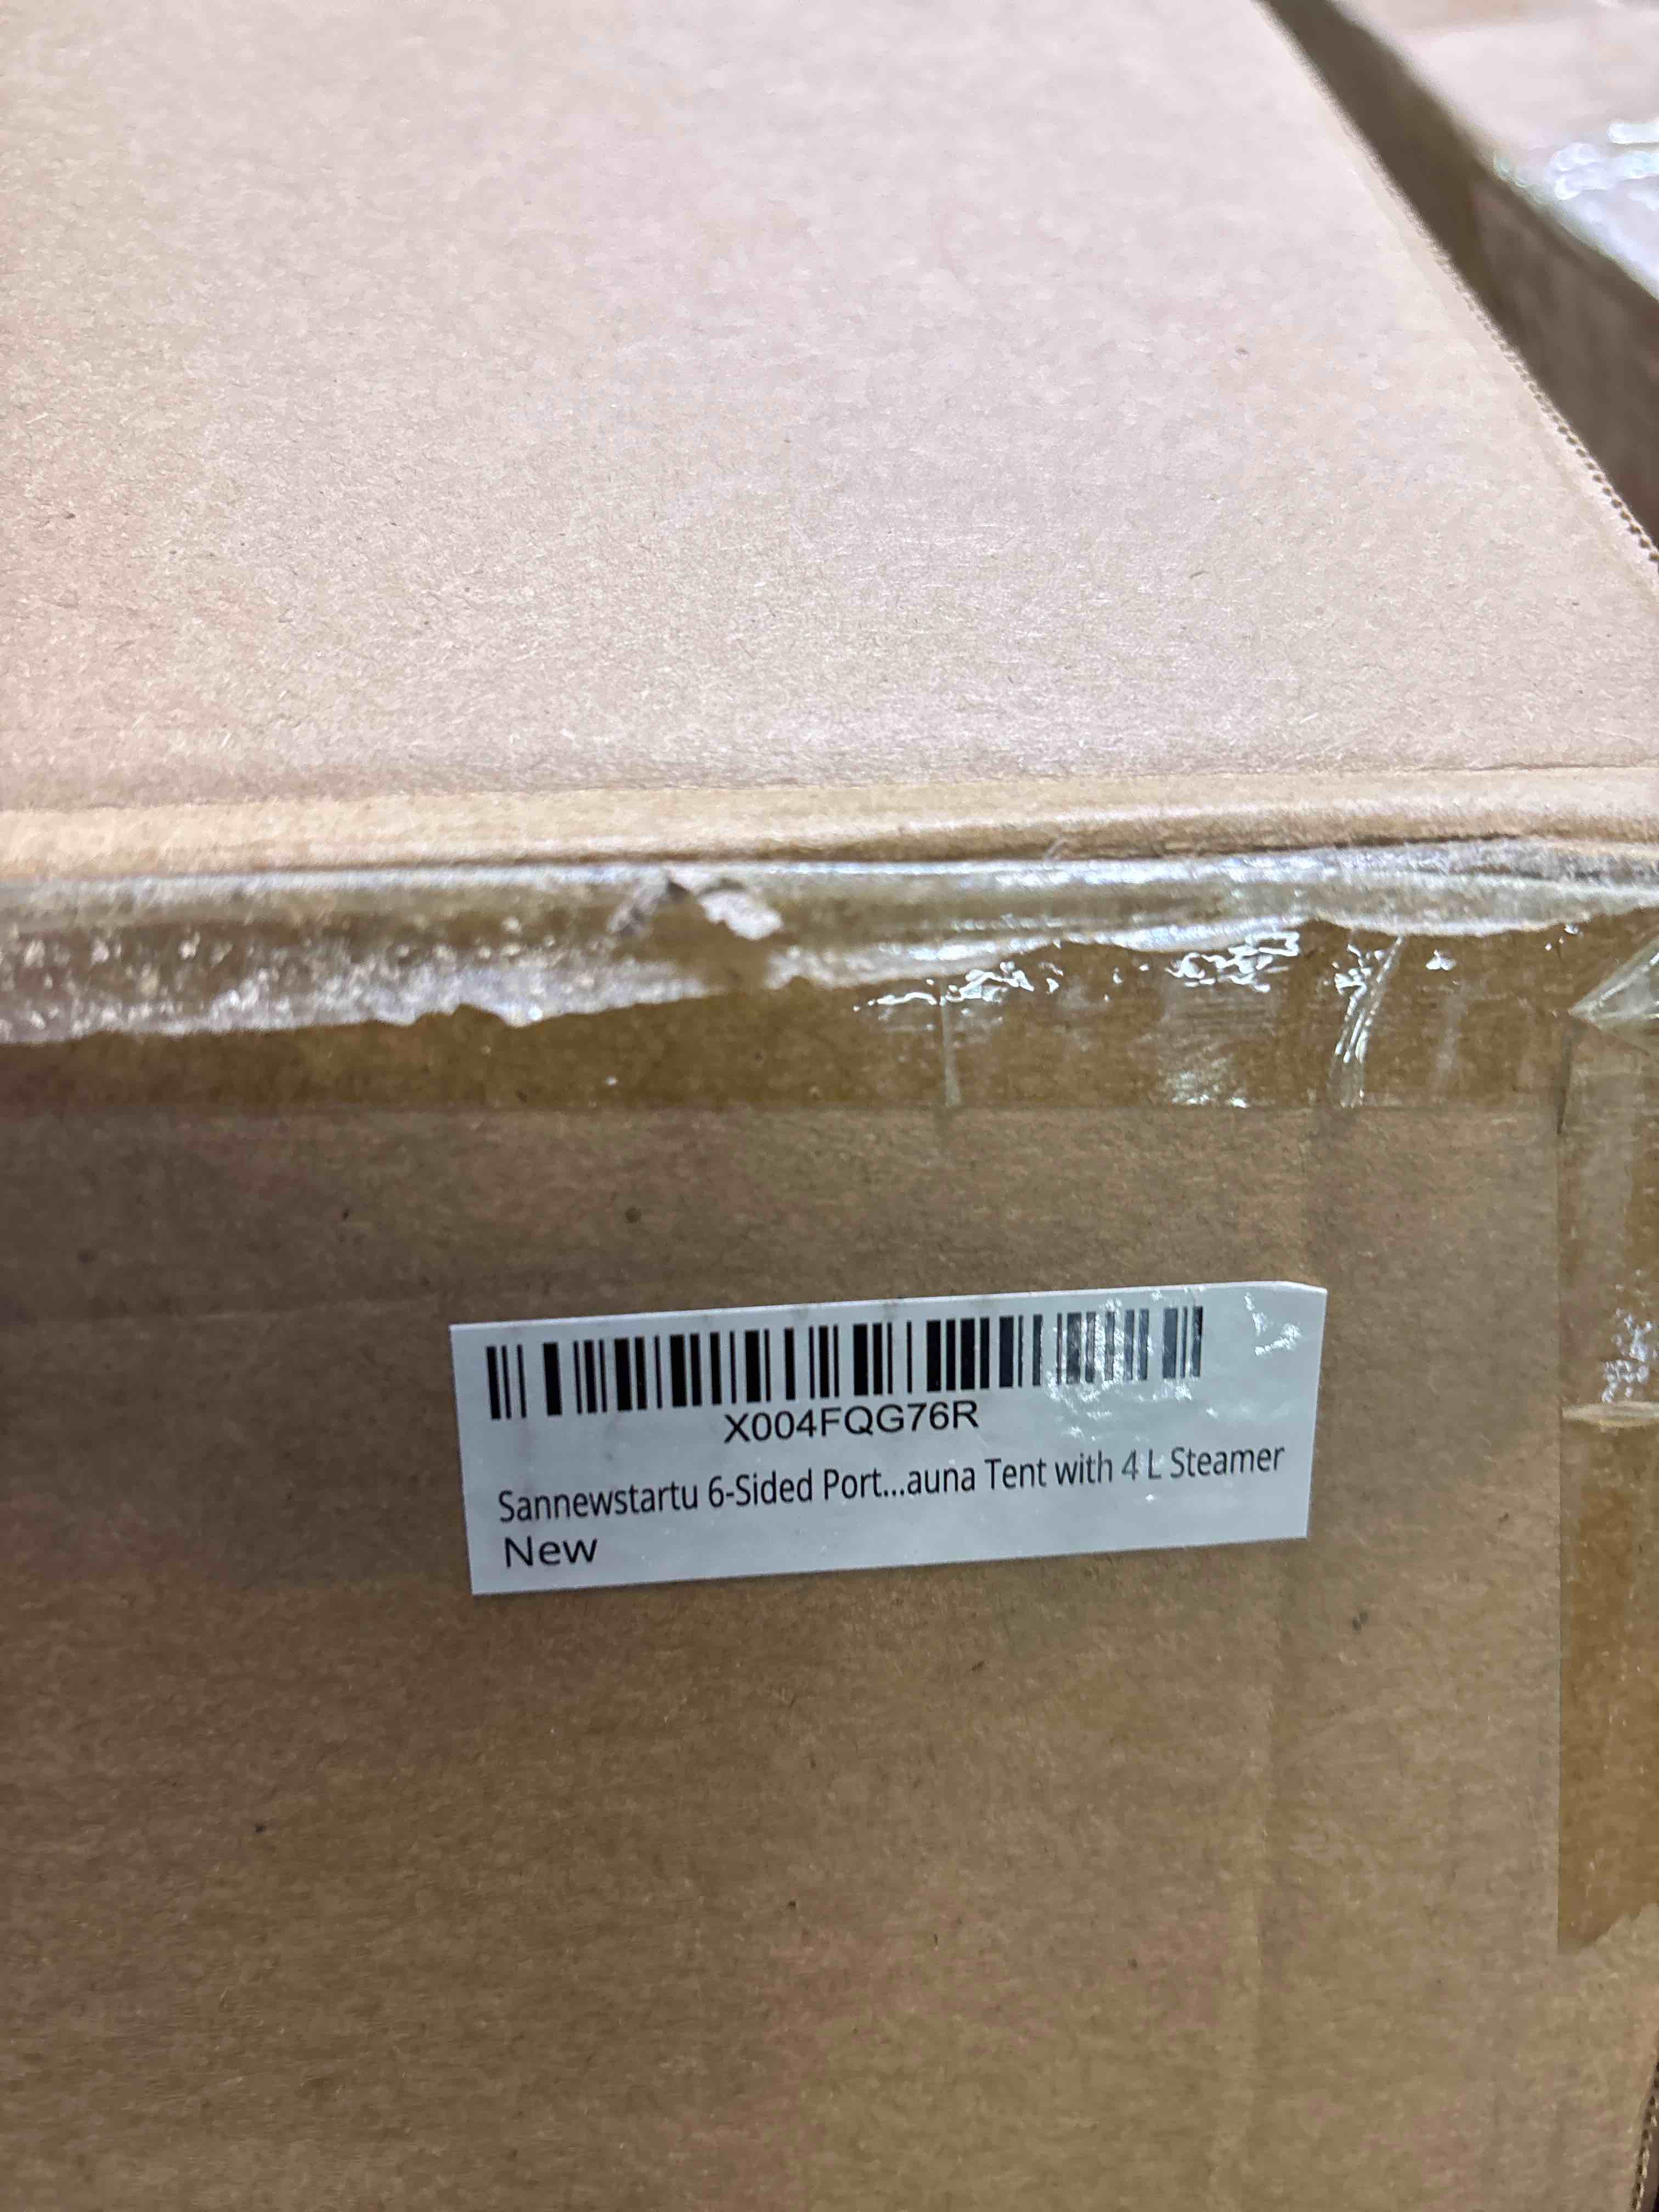 X004FQG76R
Sannewstartu 6-Sided Port...auna Tent with 4 L Steamer
New